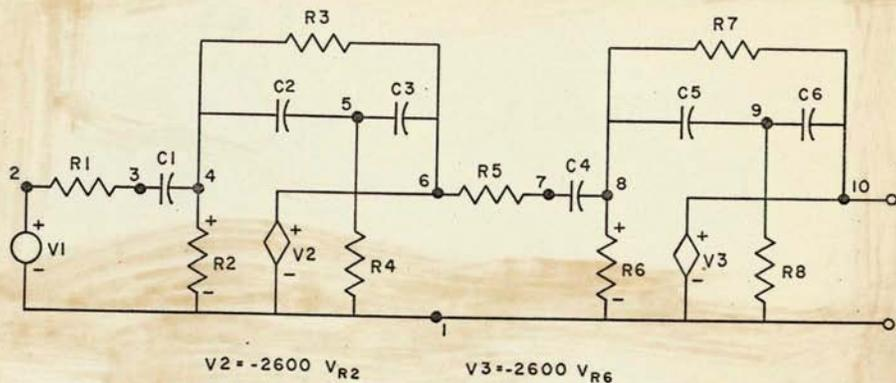 R3
R7
C2
5
C3
C5
9
C6
2
R1
3
C1
4
6
R5
7
C4
8
10
+
V1
-
+
R2
-
+
V2
-
R4
+
R6
-
+
V3
-
R8
1
V2 = -2600 VR2
V3 = -2600 VR6